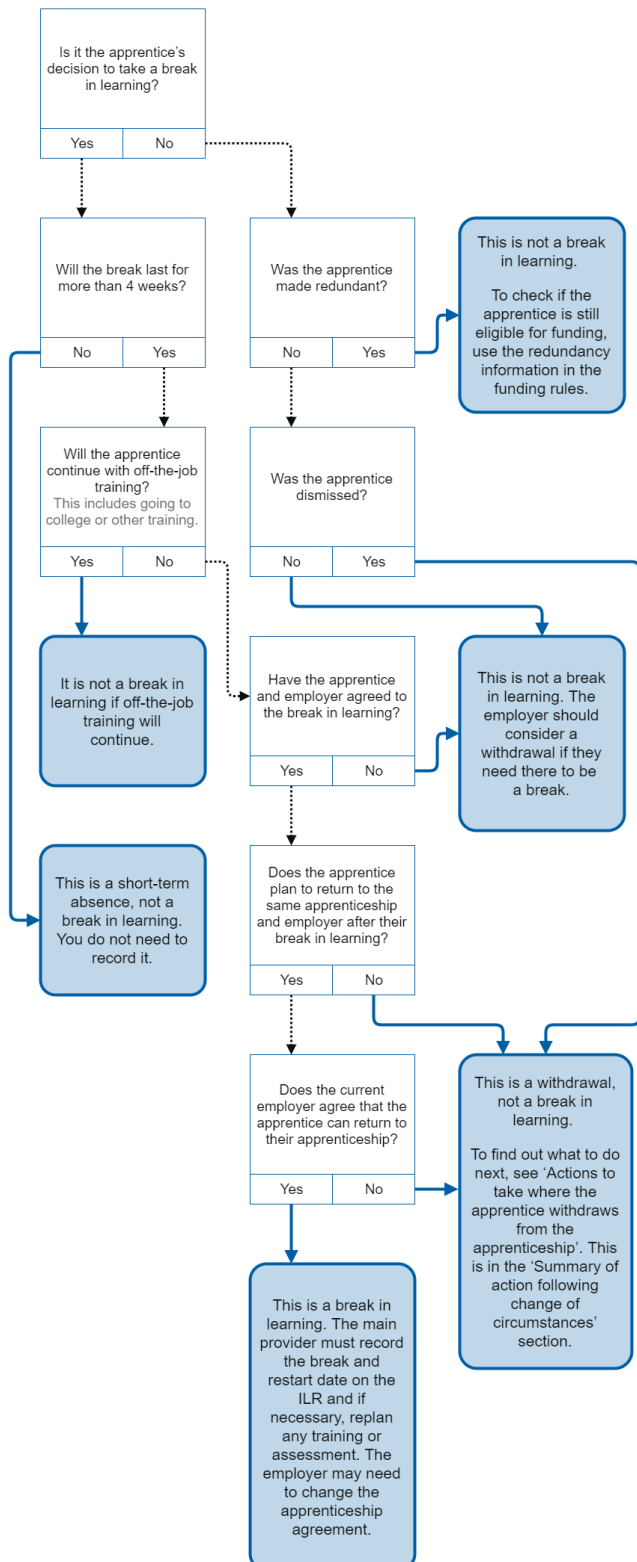 Is it the apprentice’s
decision to take a break
in learning?
Yes
No
Will the break last for
more than 4 weeks?
No
Yes
Was the apprentice
made redundant?
No
Yes
This is not a break
in learning.
To check if the
apprentice is still
eligible for funding,
use the redundancy
information in the
funding rules.
Will the apprentice
continue with off-the-job
training?
This includes going to
college or other training.
Yes
No
Was the apprentice
dismissed?
No
Yes
It is not a break in
learning if off-the-job
training will
continue.
Have the apprentice
and employer agreed to
the break in learning?
Yes
No
This is not a break
in learning. The
employer should
consider a
withdrawal if they
need there to be
a break.
This is a short-term
absence, not a
break in learning.
You do not need to
record it.
Does the apprentice
plan to return to the
same apprenticeship
and employer after their
break in learning?
Yes
No
Does the current
employer agree that the
apprentice can return to
their apprenticeship?
Yes
No
This is a withdrawal,
not a break in
learning.
To find out what to do
next, see ‘Actions to
take where the
apprentice withdraws
from the
apprenticeship’. This
is in the ‘Summary of
action following
change of
circumstances’
section.
This is a break in
learning. The main
provider must record
the break and
restart date on the
ILR and if
necessary, replan
any training or
assessment. The
employer may need
to change the
apprenticeship
agreement.